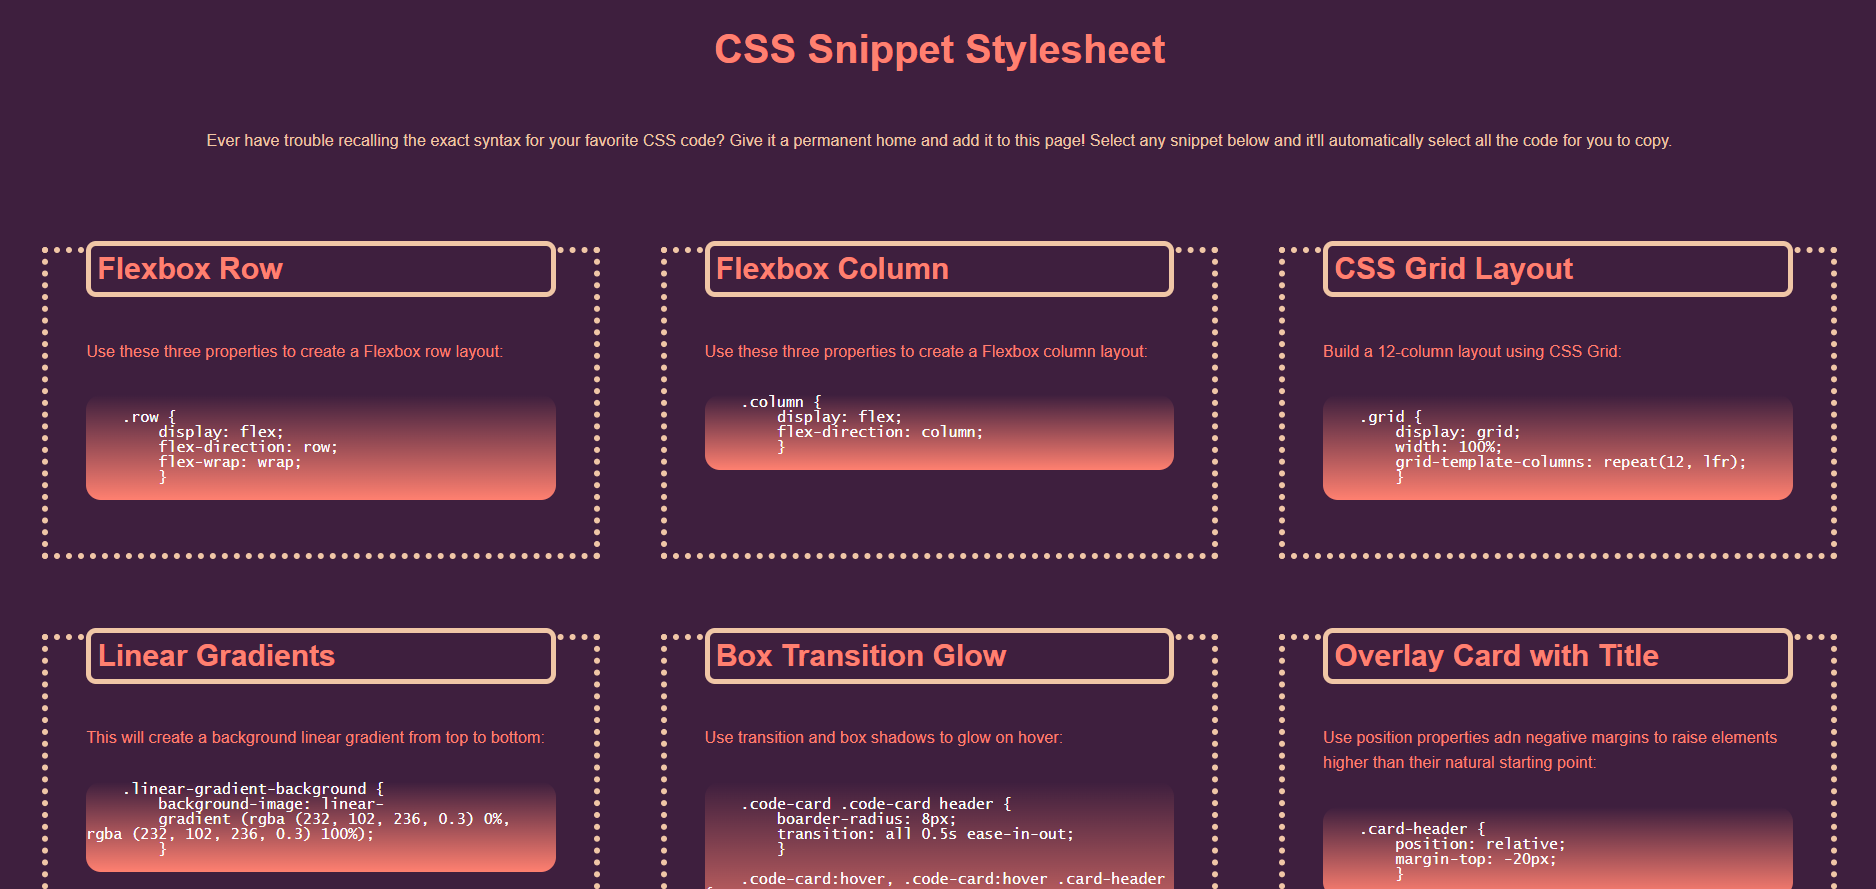 CSS Snippet Stylesheet
Ever have trouble recalling the exact syntax for your favorite CSS code? Give it a permanent home and add it to this page! Select any snippet below and it'll automatically select all the code for you to copy.
Flexbox Row
Use these three properties to create a Flexbox row layout:
.row {
display: flex;
flex-direction: row;
flex-wrap: wrap;
}
Flexbox Column
Use these three properties to create a Flexbox column layout:
.column {
display: flex;
flex-direction: column;
}
CSS Grid Layout
Build a 12-column layout using CSS Grid:
.grid {
display: grid;
width: 100%;
grid-template-columns: repeat(12, lfr);
}
Linear Gradients
This will create a background linear gradient from top to bottom:
.linear-gradient-background {
background-image: linear-
gradient (rgba (232, 102, 236, 0.3) 0%,
rgba (232, 102, 236, 0.3) 100%);
}
Box Transition Glow
Use transition and box shadows to glow on hover:
.code-card .code-card header {
boarder-radius: 8px;
transition: all 0.5s ease-in-out;
}
.code-card:hover, .code-card:hover .card-header
Overlay Card with Title
Use position properties adn negative margins to raise elements
higher than their natural starting point:
.card-header {
position: relative;
margin-top: -20px;
}